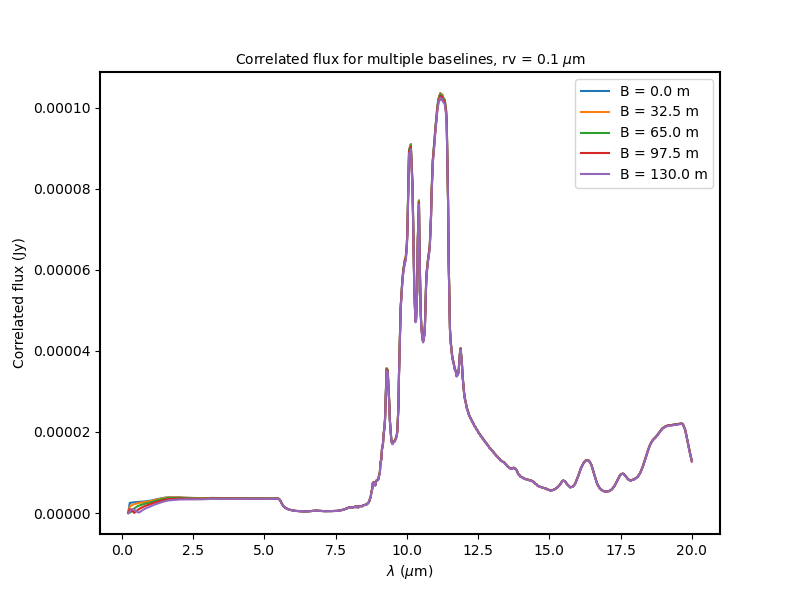 Correlated flux for multiple baselines, rv = 0.1 μm
B = 0.0 m
B = 32.5 m
B = 65.0 m
B = 97.5 m
B = 130.0 m
0.00010
0.00008
0.00006
0.00004
0.00002
0.00000
Correlated flux (Jy)
0.0 2.5 5.0 7.5 10.0 12.5 15.0 17.5 20.0
λ (μm)